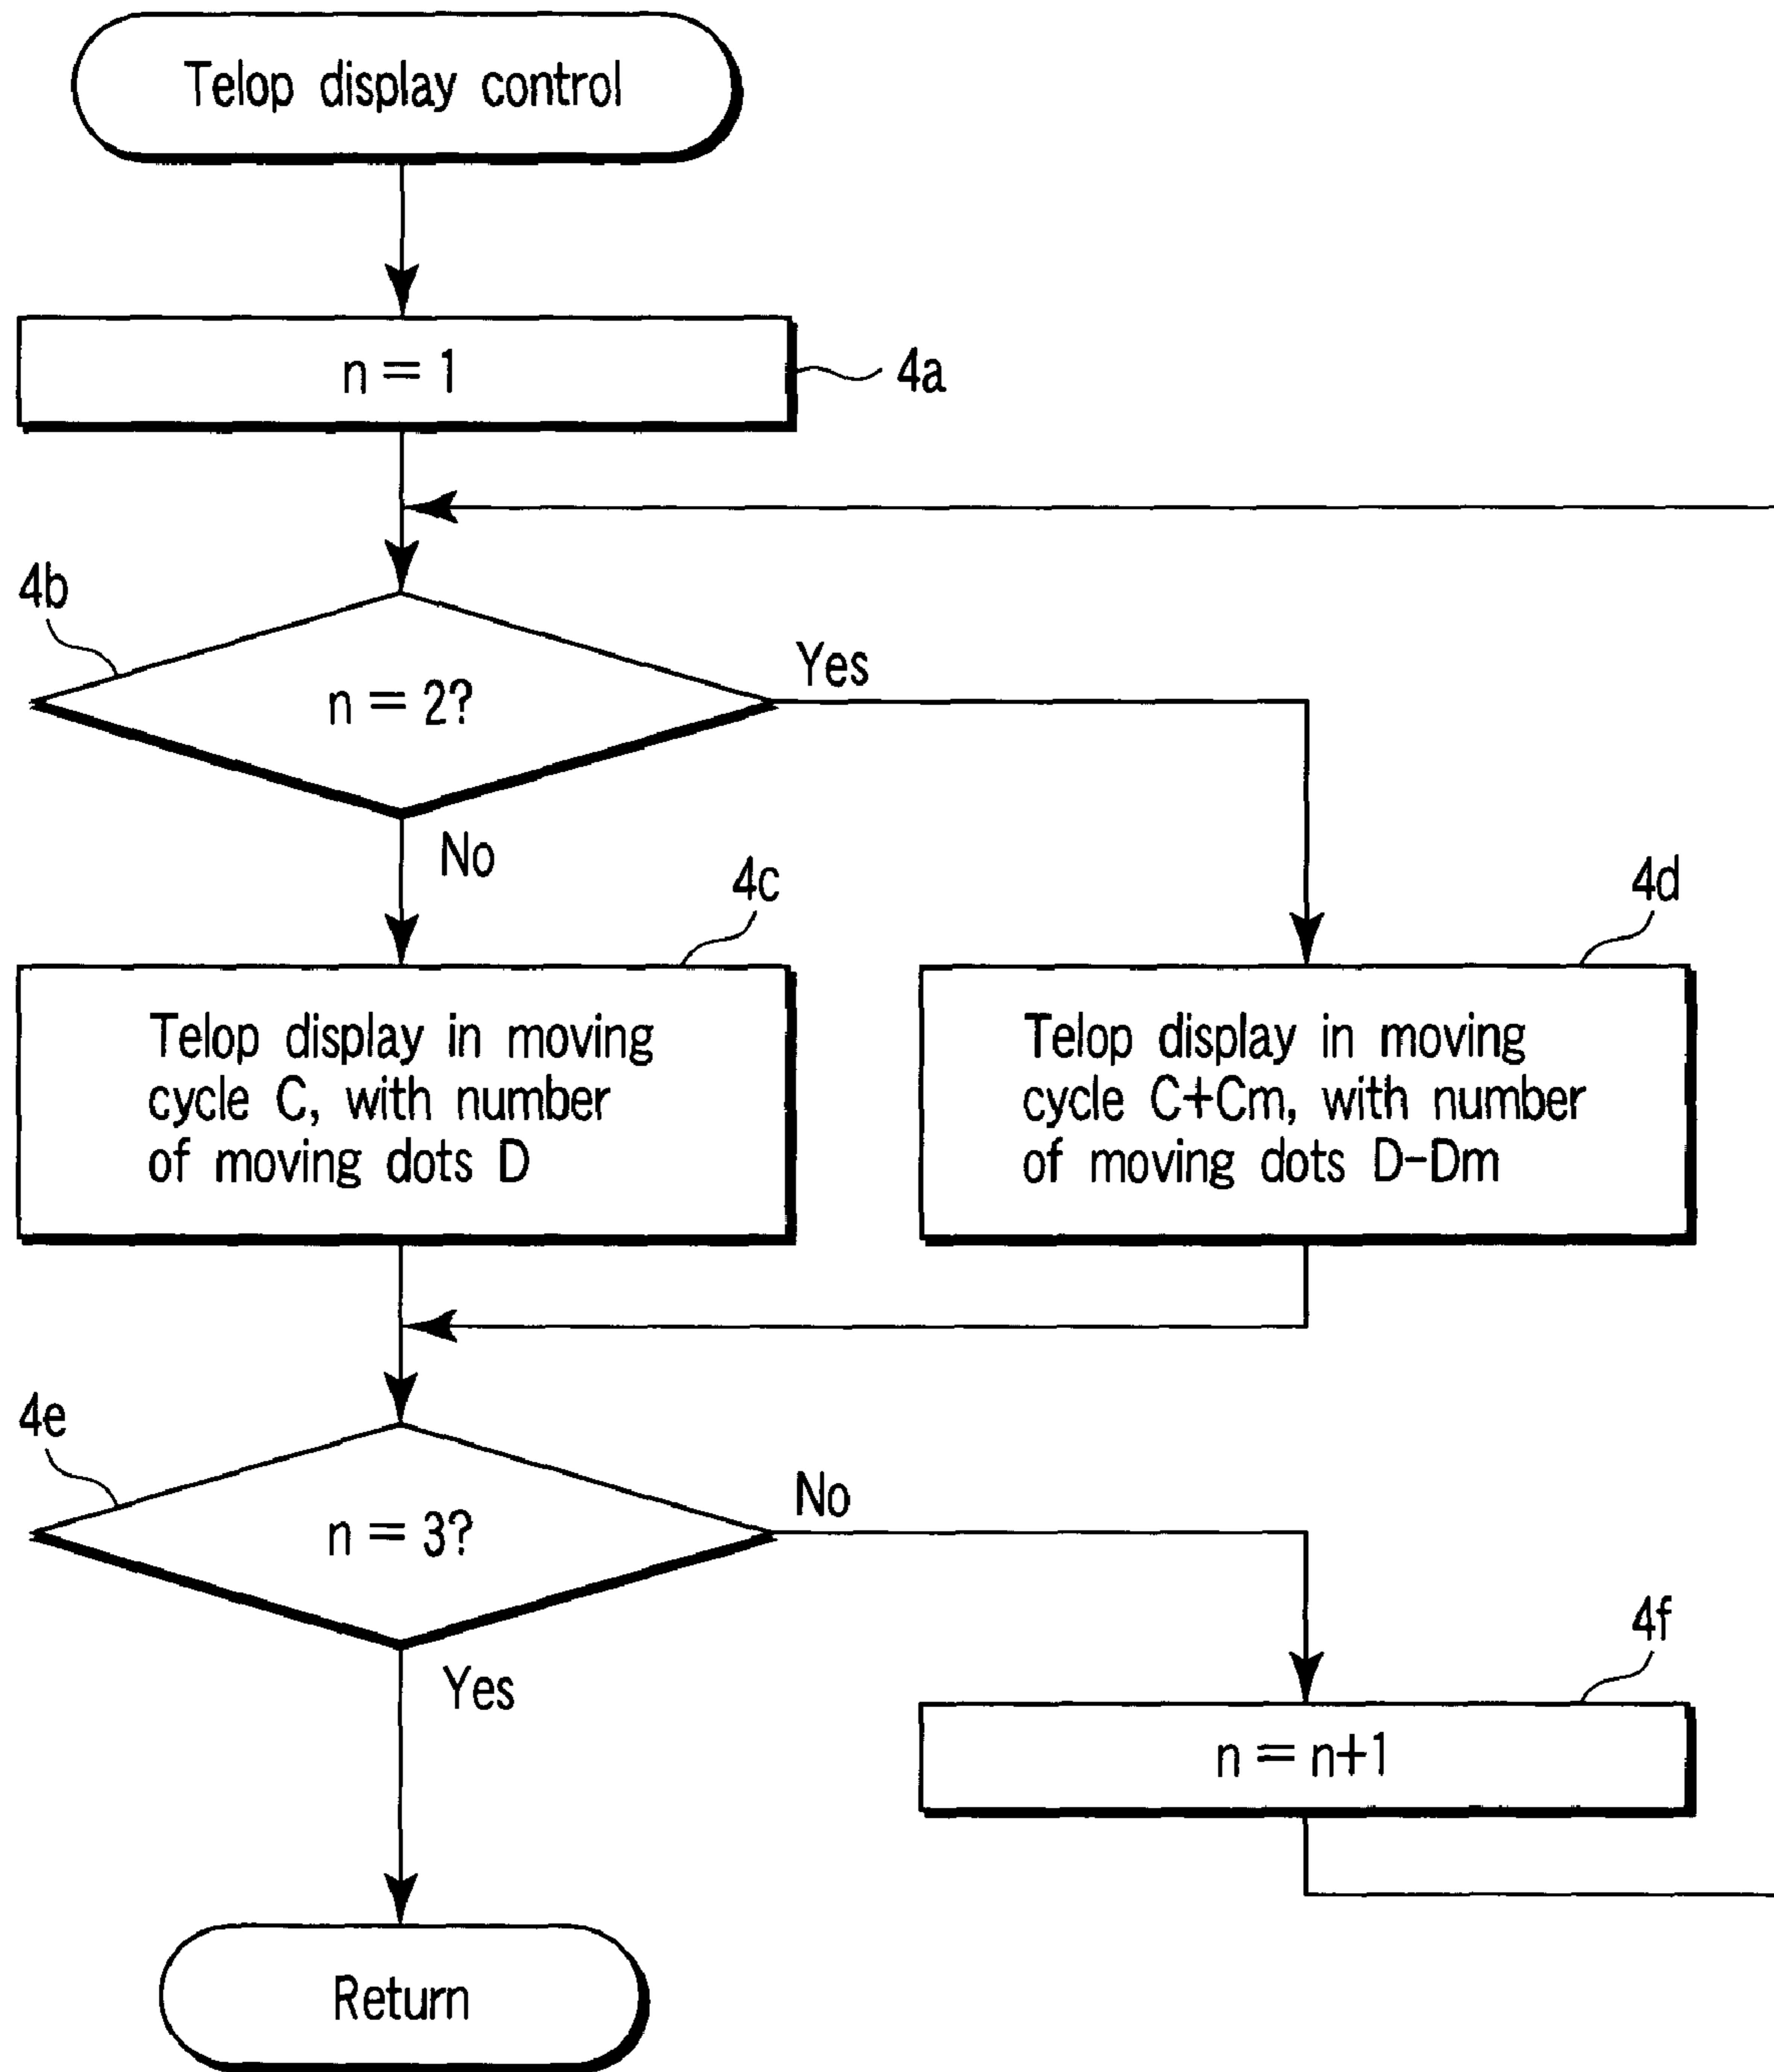 Telop display control
n = 1
4a
4b
n = 2?
Yes
No
4c
4d
Telop display in moving
cycle C, with number
of moving dots D
Telop display in moving
cycle C+Cm, with number
of moving dots D-Dm
4e
n = 3?
No
Yes
4f
n = n+1
Return